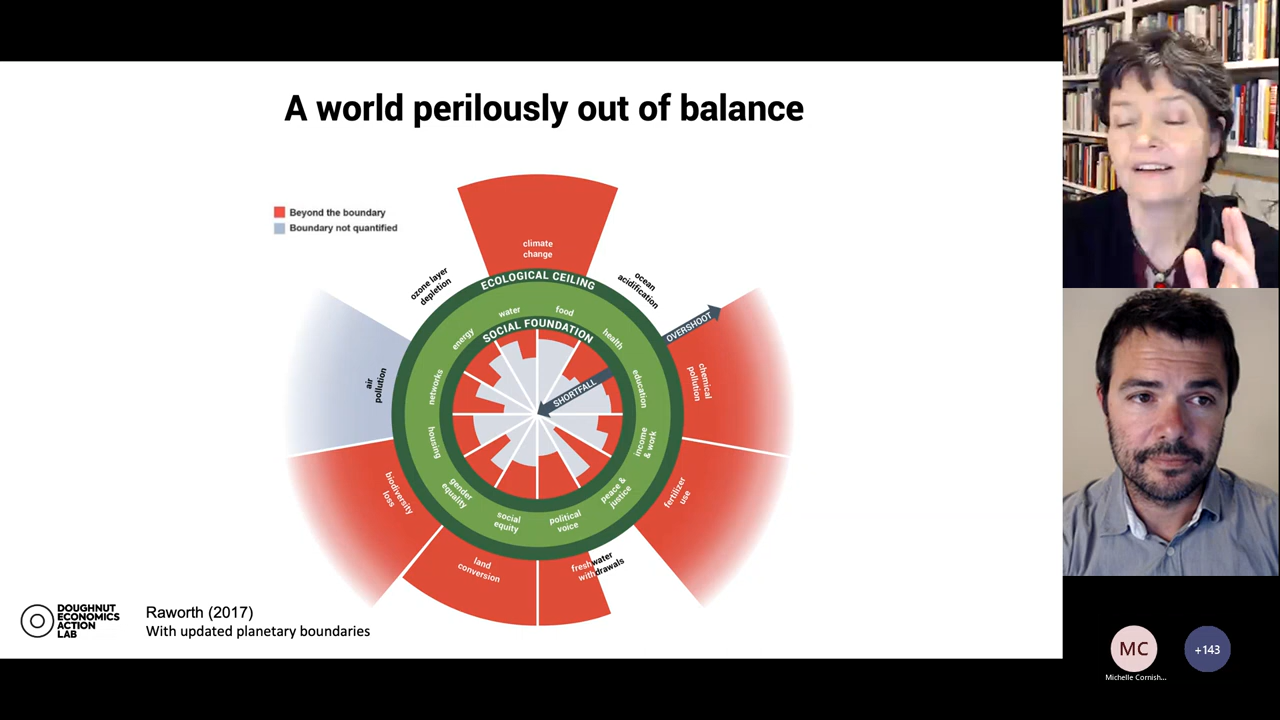 A world perilously out of balance
Beyond the boundary
Boundary not quantified
climate
change
ECOLOGICAL CEILING
ozone layer
depletion
ocean
acidification
OVERSHOOT
water
food
SOCIAL FOUNDATION
energy
health
air
pollution
networks
SHORTFALL
education
chemical
pollution
housing
income
& work
biodiversity
loss
gender
equality
peace &
justice
fertilizer
use
social
equity
political
voice
land
conversion
freshwater
withdrawals
DOUGHNUT
ECONOMICS
ACTION
LAB
Raworth (2017)
With updated planetary boundaries
MC
+143
Michelle Cornish...